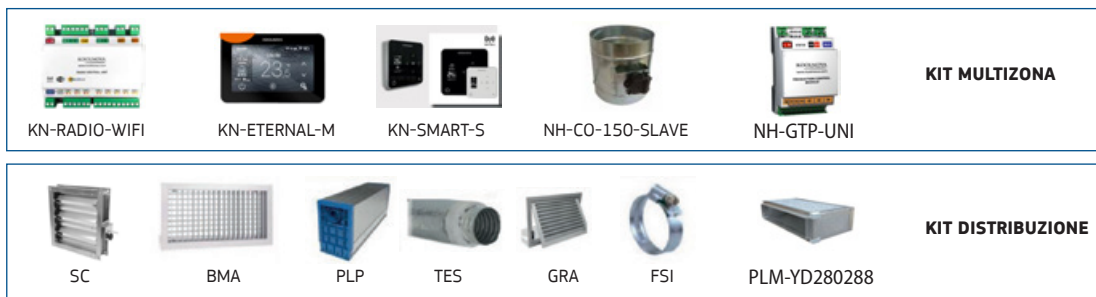 KN-RADIO-WIFI
KN-ETERNAL-M
KN-SMART-S
NH-CO-150-SLAVE
NH-GTP-UNI
KIT MULTIZONA
SC
BMA
PLP
TES
GRA
FSI
PLM-YD280288
KIT DISTRIBUZIONE